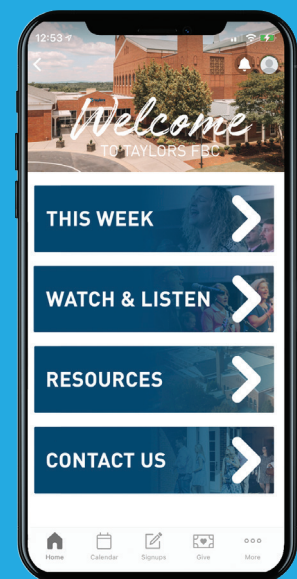 12:53
Welcome
TO TAYLORS FBC
THIS WEEK
WATCH & LISTEN
RESOURCES
CONTACT US
Home Calendar Signups Give More